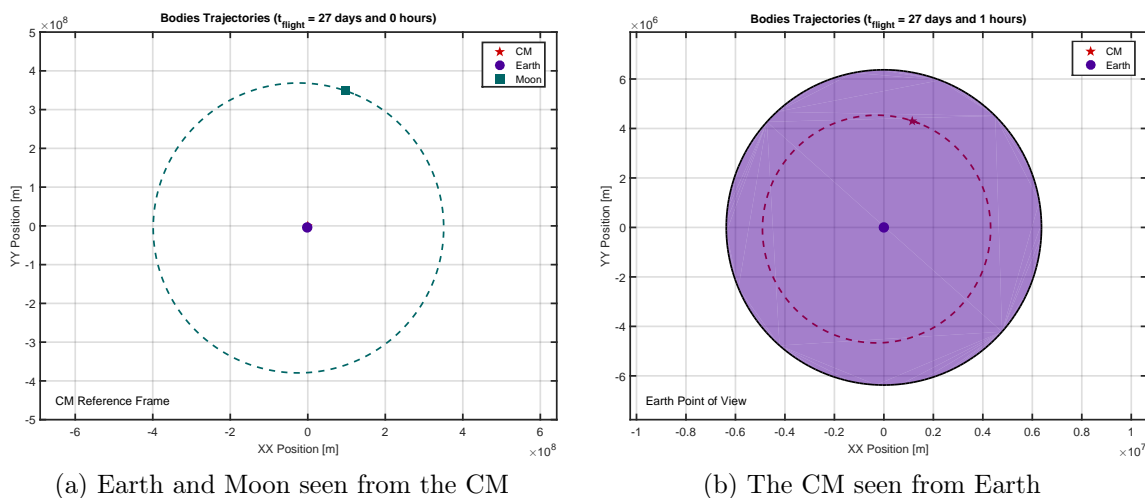 Bodies Trajectories (t_flight = 27 days and 0 hours)
×10^8
5
4
3
2
1
0
-1
-2
-3
-4
-5
YY Position [m]
CM
Earth
Moon
CM Reference Frame
-6 -4 -2 0 2 4 6
XX Position [m]
×10^8
(a) Earth and Moon seen from the CM
Bodies Trajectories (t_flight = 27 days and 1 hours)
×10^6
6
4
2
0
-2
-4
-6
YY Position [m]
CM
Earth
Earth Point of View
-1 -0.8 -0.6 -0.4 -0.2 0 0.2 0.4 0.6 0.8 1
XX Position [m]
×10^7
(b) The CM seen from Earth